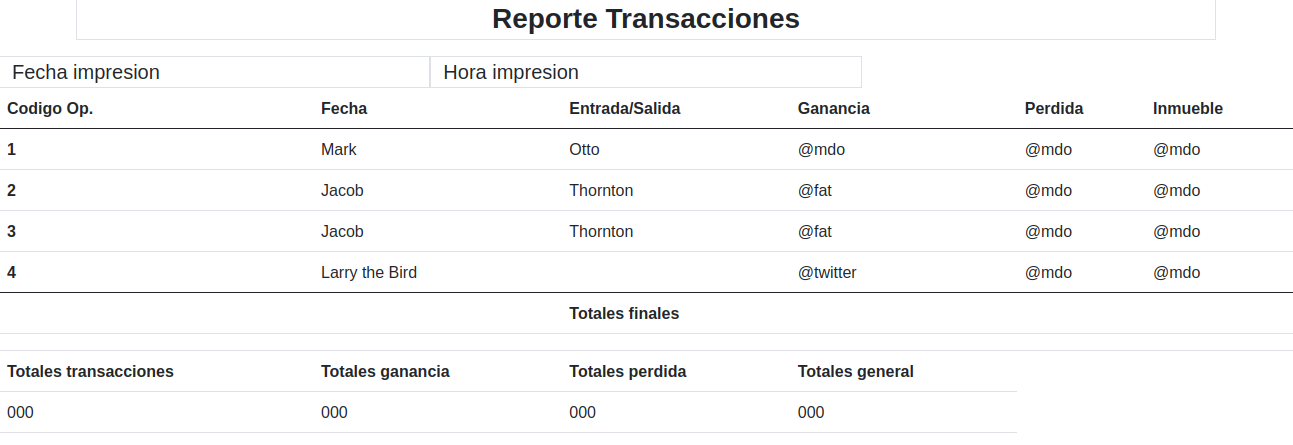 Reporte Transacciones
Fecha impresion Hora impresion
Codigo Op. Fecha Entrada/Salida Ganancia Perdida Inmueble
1 Mark Otto @mdo @mdo @mdo
2 Jacob Thornton @fat @mdo @mdo
3 Jacob Thornton @fat @mdo @mdo
4 Larry the Bird @twitter @mdo @mdo
Totales finales
Totales transacciones Totales ganancia Totales perdida Totales general
000 000 000 000